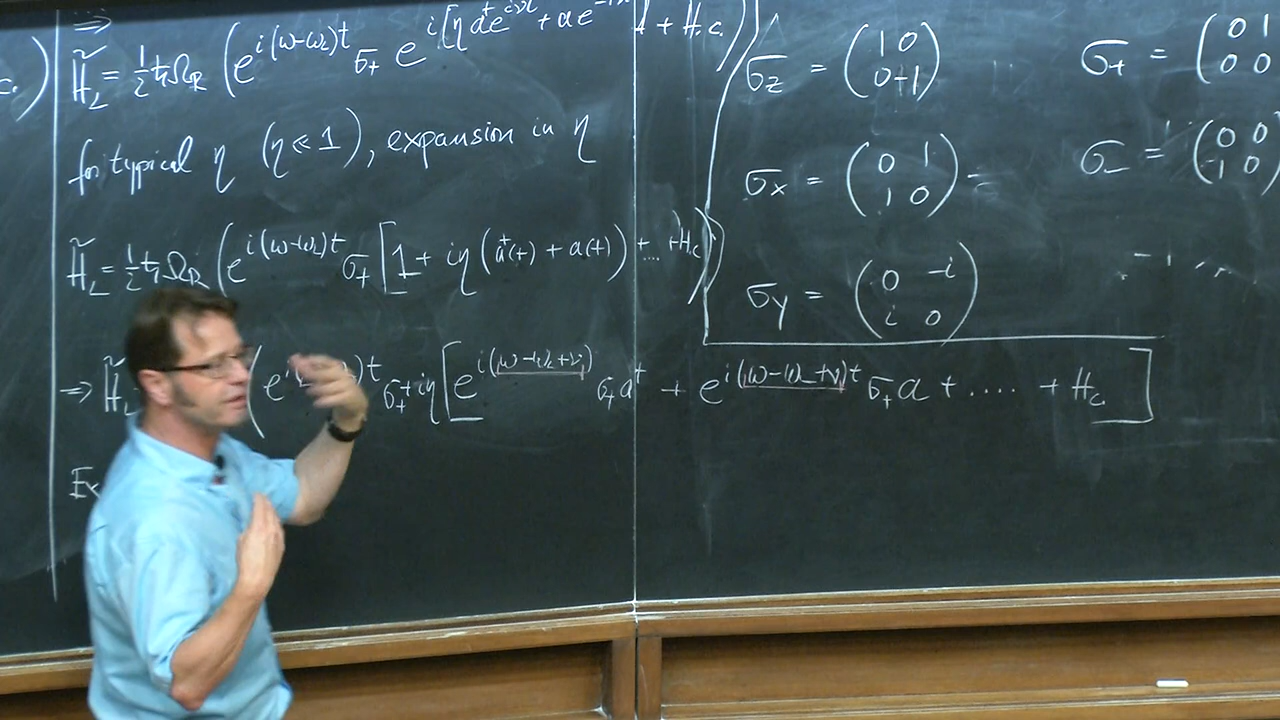 ⇒
c.)
H̃_L = ½ħΩ_R (e^{i(ω-ω_L)t} σ_+ e^{i[η a^† e^{iνt} + a e^{-i + H.c.)
for typical η (η ≪ 1), expansion in η
H̃_L = ½ħΩ_R (e^{i(ω-ω_L)t} σ_+ [1 + iη (a^†(t) + a(t)) + .... + H.c))
⇒ H̃_L (e^{i )t} σ_+ + iη [e^{i(ω-ω_L+ν)} σ_+ a^† + e^{i(ω-ω_L+ν)t} σ_+ a + .... + H.c. ]
Ex
σ_z = (1 0
0 +1)
σ_x = (0 1
1 0) =
σ_y = (0 -i
i 0)
σ_+ = (0 1
0 0
σ_- = (0 0
1 0)